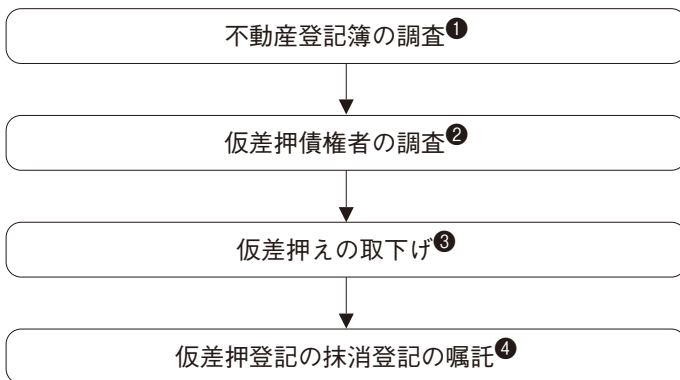 不動産登記簿の調査❶
仮差押債権者の調査❷
仮差押えの取下げ❸
仮差押登記の抹消登記の嘱託❹